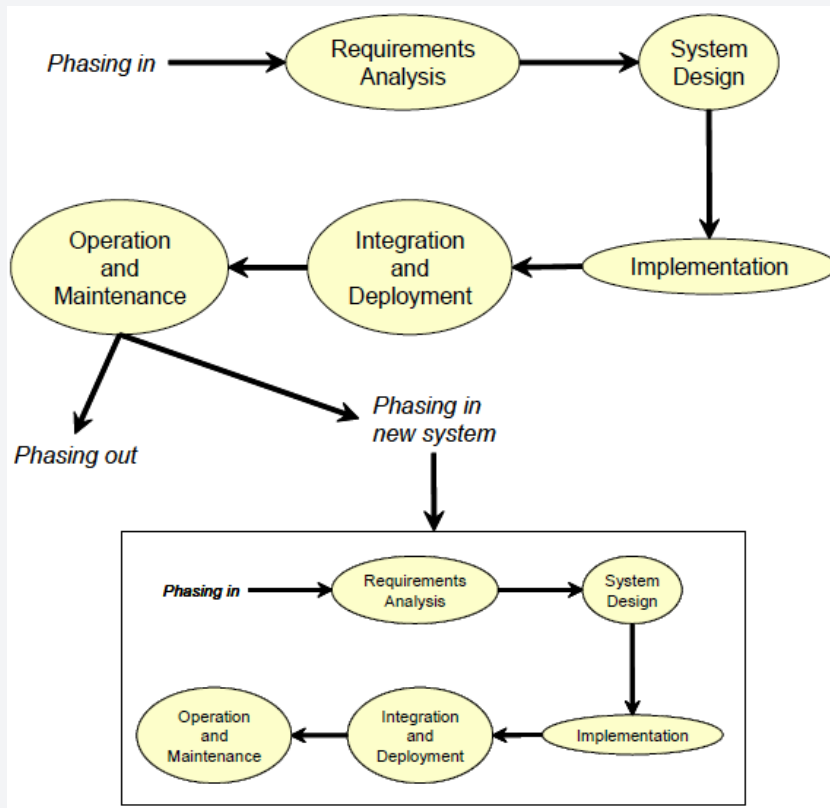 Phasing in
Requirements
Analysis
System
Design
Operation
and
Maintenance
Integration
and
Deployment
Implementation
Phasing out
Phasing in
new system
Phasing in
Requirements
Analysis
System
Design
Operation
and
Maintenance
Integration
and
Deployment
Implementation